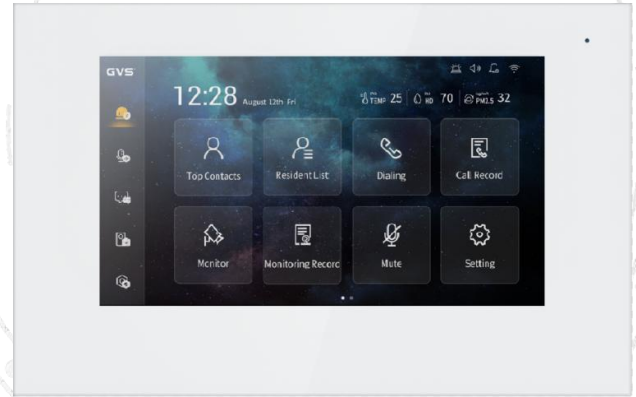 GVS
12:28 August 12th Fri
TEMP 25 HD 70 PM2.5 32
Top Contacts
Resident List
Dialing
Call Record
Monitor
Monitoring Record
Mute
Setting